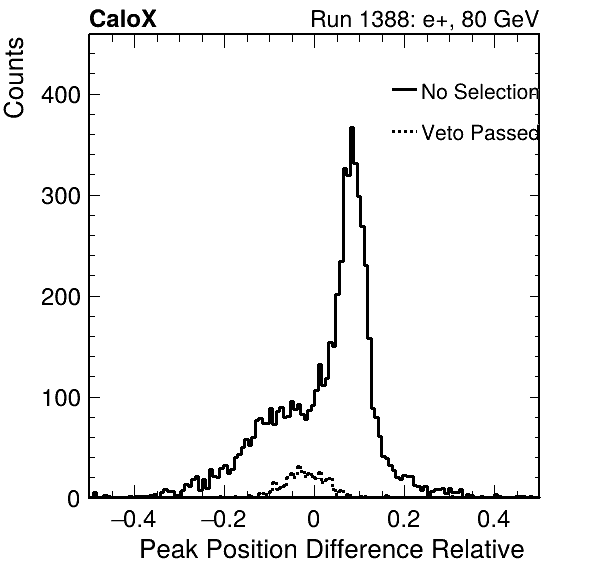 CaloX Run 1388: e+, 80 GeV
Counts
No Selection
Veto Passed
400
300
200
100
0
−0.4 −0.2 0 0.2 0.4
Peak Position Difference Relative